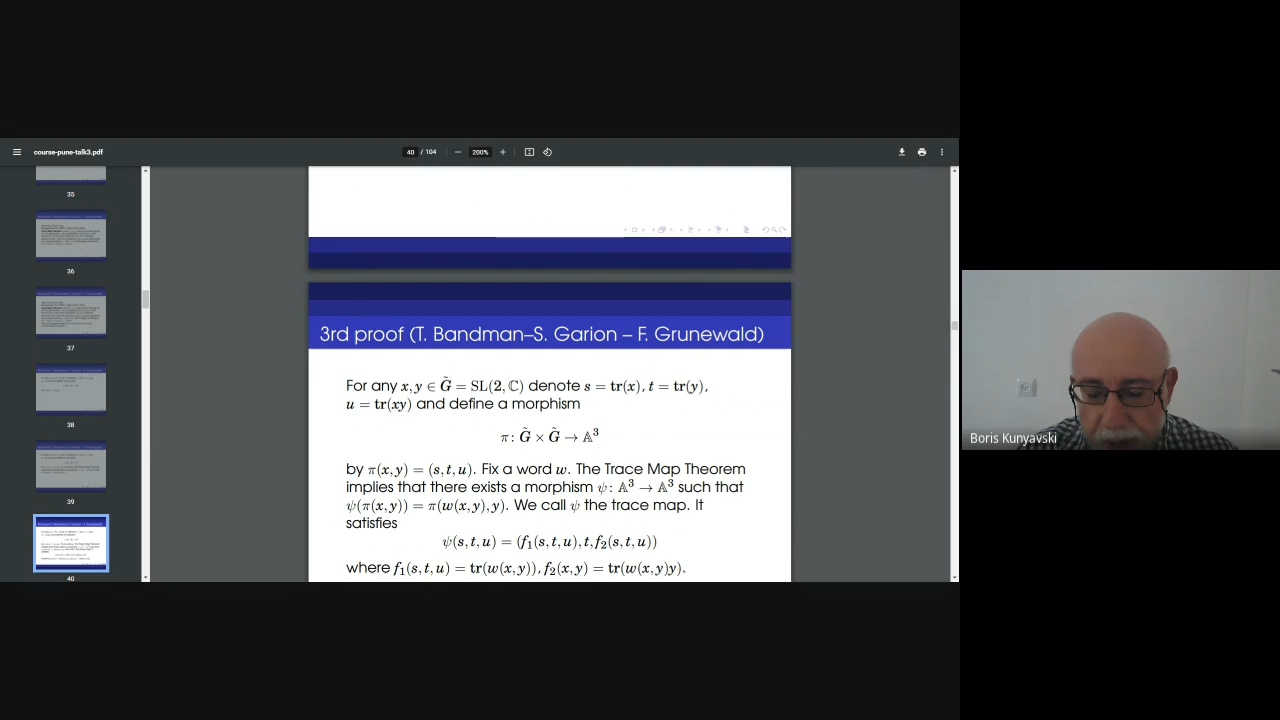 course-pune-talk3.pdf
40 / 104
200%
35
36
37
38
39
40
3rd proof (T. Bandman–S. Garion – F. Grunewald)
For any x, y ∈ G̃ = SL(2, ℂ) denote s = tr(x), t = tr(y),
u = tr(xy) and define a morphism
π: G̃ × G̃ → 𝔸³
by π(x, y) = (s, t, u). Fix a word w. The Trace Map Theorem
implies that there exists a morphism ψ: 𝔸³ → 𝔸³ such that
ψ(π(x, y)) = π(w(x, y), y). We call ψ the trace map. It
satisfies
ψ(s, t, u) = (f₁(s, t, u), t, f₂(s, t, u))
where f₁(s, t, u) = tr(w(x, y)), f₂(x, y) = tr(w(x, y)y).
Boris Kunyavski